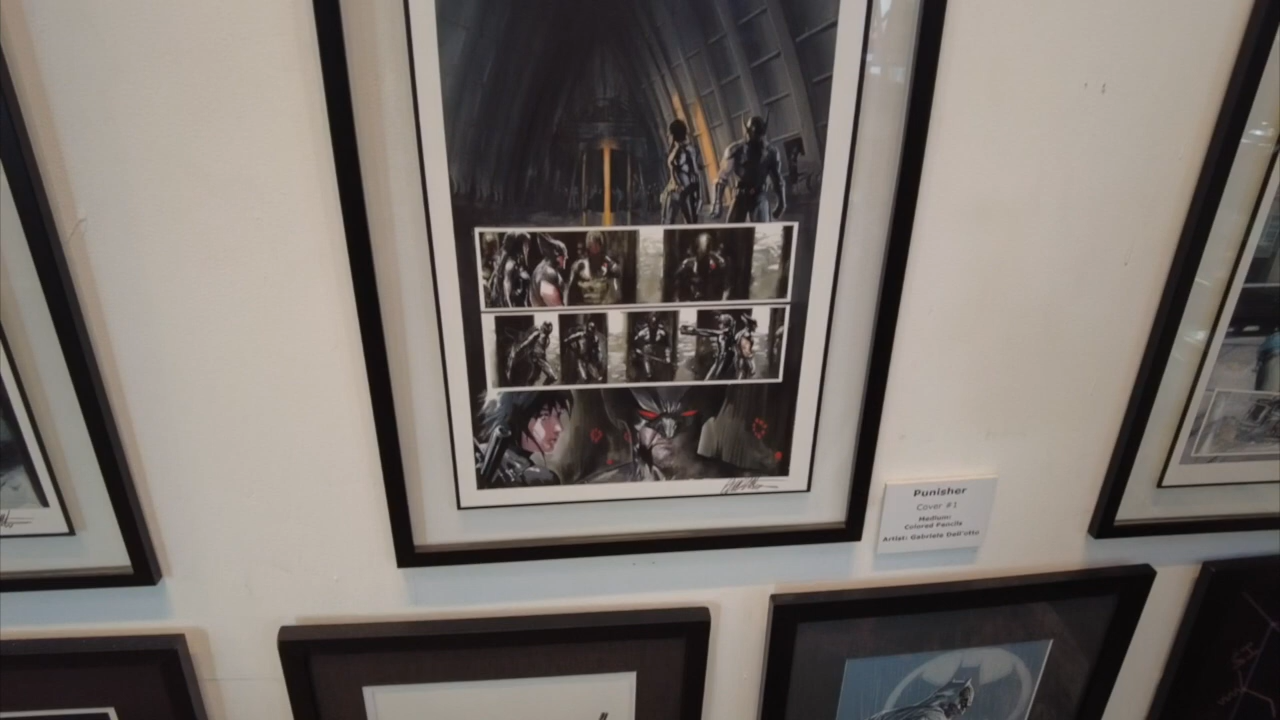 Punisher
Cover #1
Medium:
Colored Pencils
Artist: Gabriele Dell'otto